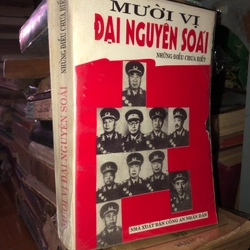 MƯỜI VỊ
ĐẠI NGUYÊN SOÁI
NHỮNG ĐIỀU CHƯA BIẾT
NHÀ XUẤT BẢN CÔNG AN NHÂN DÂN
MƯỜI VỊ ĐẠI NGUYÊN SOÁI
NHỮNG ĐIỀU CHƯA BIẾT